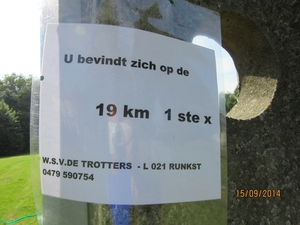 U bevindt zich op de
19 km 1 ste x
W.S.V.DE TROTTERS - L 021 RUNKST
0479 590754
15/09/2014